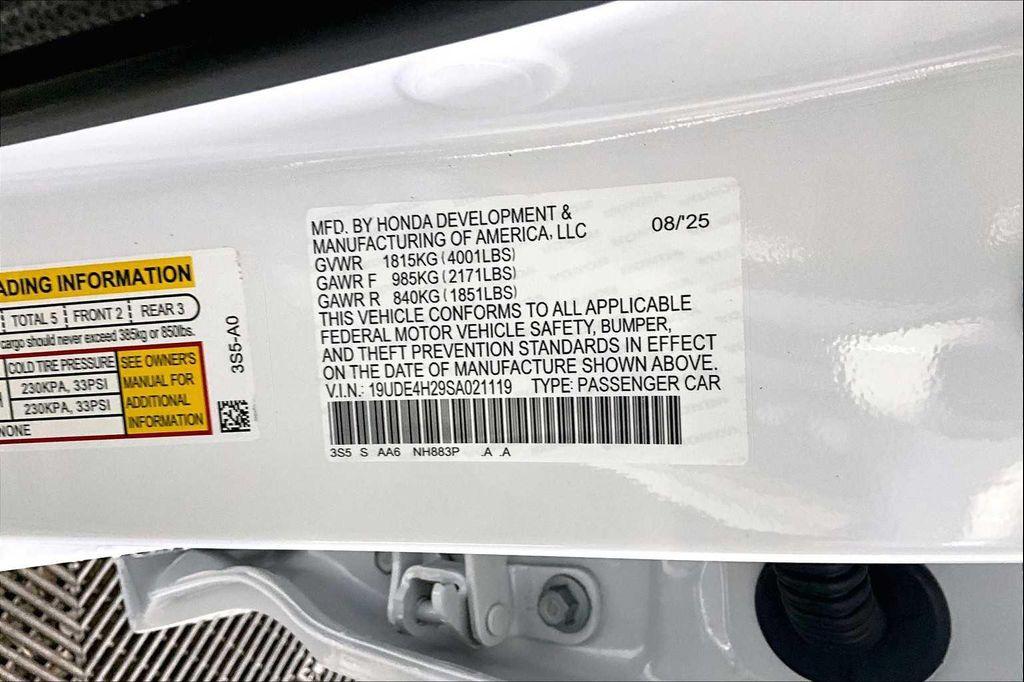 ADING INFORMATION
TOTAL 5 FRONT 2 REAR 3
cargo should never exceed 385kg or 850lbs.
COLD TIRE PRESSURE
230KPA, 33PSI
230KPA, 33PSI
NONE
SEE OWNER'S
MANUAL FOR
ADDITIONAL
INFORMATION
3S5-A0
MFD. BY HONDA DEVELOPMENT &
MANUFACTURING OF AMERICA, LLC
08/'25
GVWR 1815KG(4001LBS)
GAWR F 985KG(2171LBS)
GAWR R 840KG(1851LBS)
THIS VEHICLE CONFORMS TO ALL APPLICABLE
FEDERAL MOTOR VEHICLE SAFETY, BUMPER,
AND THEFT PREVENTION STANDARDS IN EFFECT
ON THE DATE OF MANUFACTURE SHOWN ABOVE.
V.I.N.: 19UDE4H29SA021119 TYPE: PASSENGER CAR
3S5 S AA6 NH883P .A .A